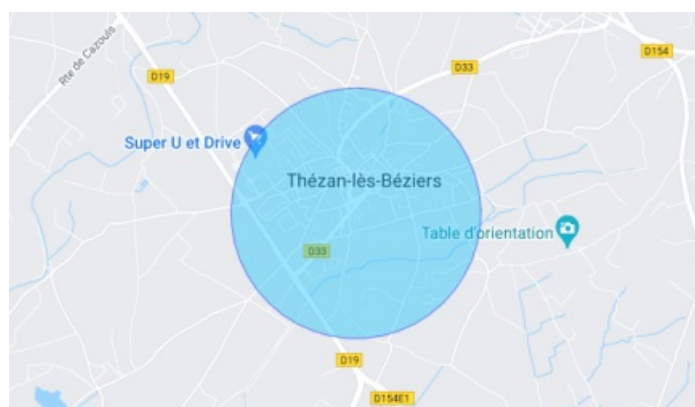 Rte de Cazouls
D19
D33
D154
Super U et Drive
Thézan-lès-Béziers
Table d'orientation
D33
D19
D154E1